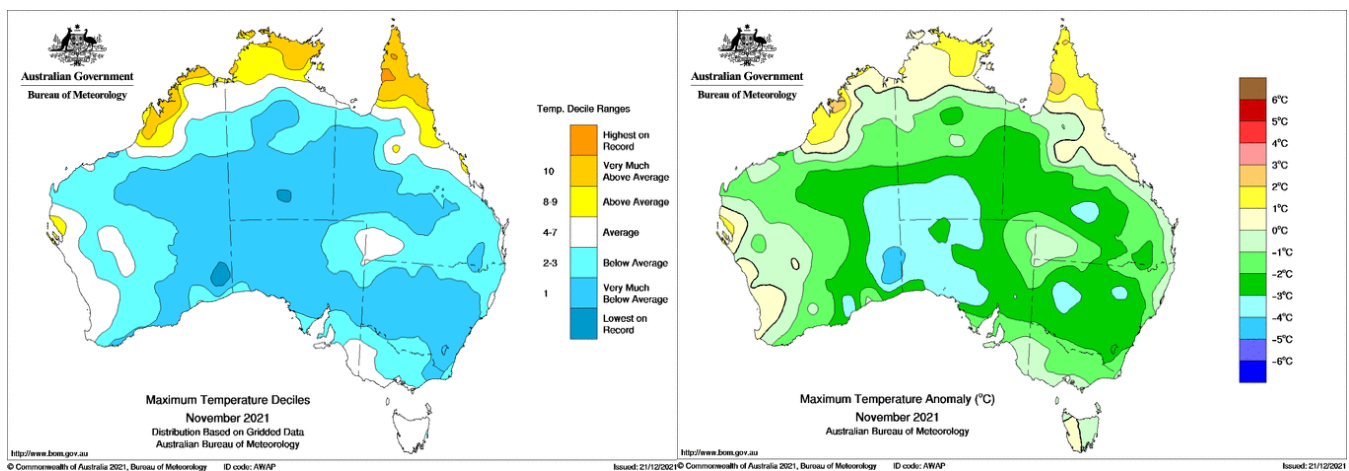 Australian Government
Bureau of Meteorology
Temp. Decile Ranges
Highest on
Record
10
Very Much
Above Average
8-9
Above Average
4-7
Average
2-3
Below Average
1
Very Much
Below Average
Lowest on
Record
Maximum Temperature Deciles
November 2021
Distribution Based on Gridded Data
Australian Bureau of Meteorology
http://www.bom.gov.au
© Commonwealth of Australia 2021, Bureau of Meteorology
ID code: AWAP
Issued: 21/12/2021
Australian Government
Bureau of Meteorology
6°C
5°C
4°C
3°C
2°C
1°C
0°C
-1°C
-2°C
-3°C
-4°C
-5°C
-6°C
Maximum Temperature Anomaly (°C)
November 2021
Australian Bureau of Meteorology
http://www.bom.gov.au
© Commonwealth of Australia 2021, Bureau of Meteorology
ID code: AWAP
Issued: 21/12/2021